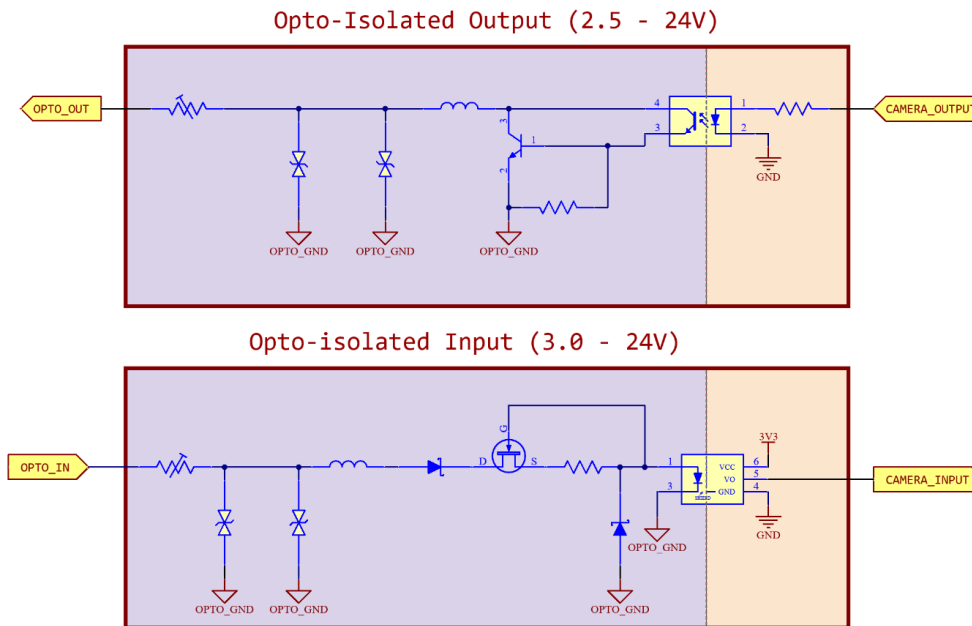 Opto-Isolated Output (2.5 - 24V)
OPTO_OUT
4
1
CAMERA_OUTPUT
3
1
3
2
2
GND
OPTO_GND
OPTO_GND
OPTO_GND
Opto-isolated Input (3.0 - 24V)
G
3V3
OPTO_IN
D
S
1
VCC
6
VO
5
CAMERA_INPUT
3
GND
4
OPTO_GND
GND
OPTO_GND
OPTO_GND
OPTO_GND